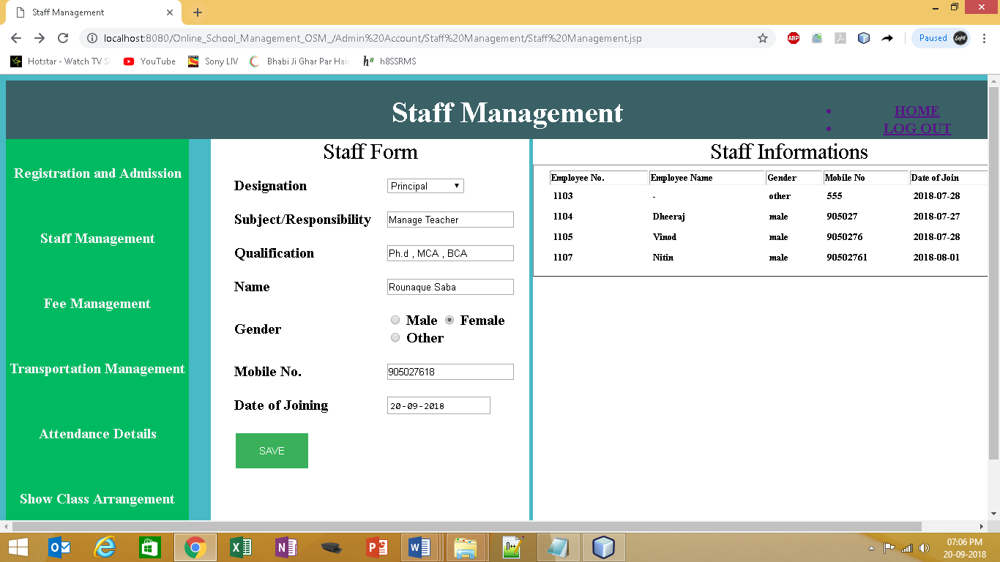 Staff Management
localhost:8080/Online_School_Management_OSM_/Admin%20Account/Staff%20Management/Staff%20Management.jsp
ABP
Paused
Hotstar - Watch TV S
YouTube
Sony LIV
Bhabi Ji Ghar Par Hain
h8SSRMS
Staff Management
HOME
LOG OUT
Registration and Admission
Staff Management
Fee Management
Transportation Management
Attendance Details
Show Class Arrangement
Staff Form
Designation Principal
Subject/Responsibility Manage Teacher
Qualification Ph.d , MCA , BCA
Name Rounaque Saba
Gender Male Female
Other
Mobile No. 905027618
Date of Joining 20-09-2018
SAVE
Staff Informations
Employee No. Employee Name Gender Mobile No Date of Join
1103 - other 555 2018-07-28
1104 Dheeraj male 905027 2018-07-27
1105 Vinod male 9050276 2018-07-28
1107 Nitin male 90502761 2018-08-01
07:06 PM
20-09-2018